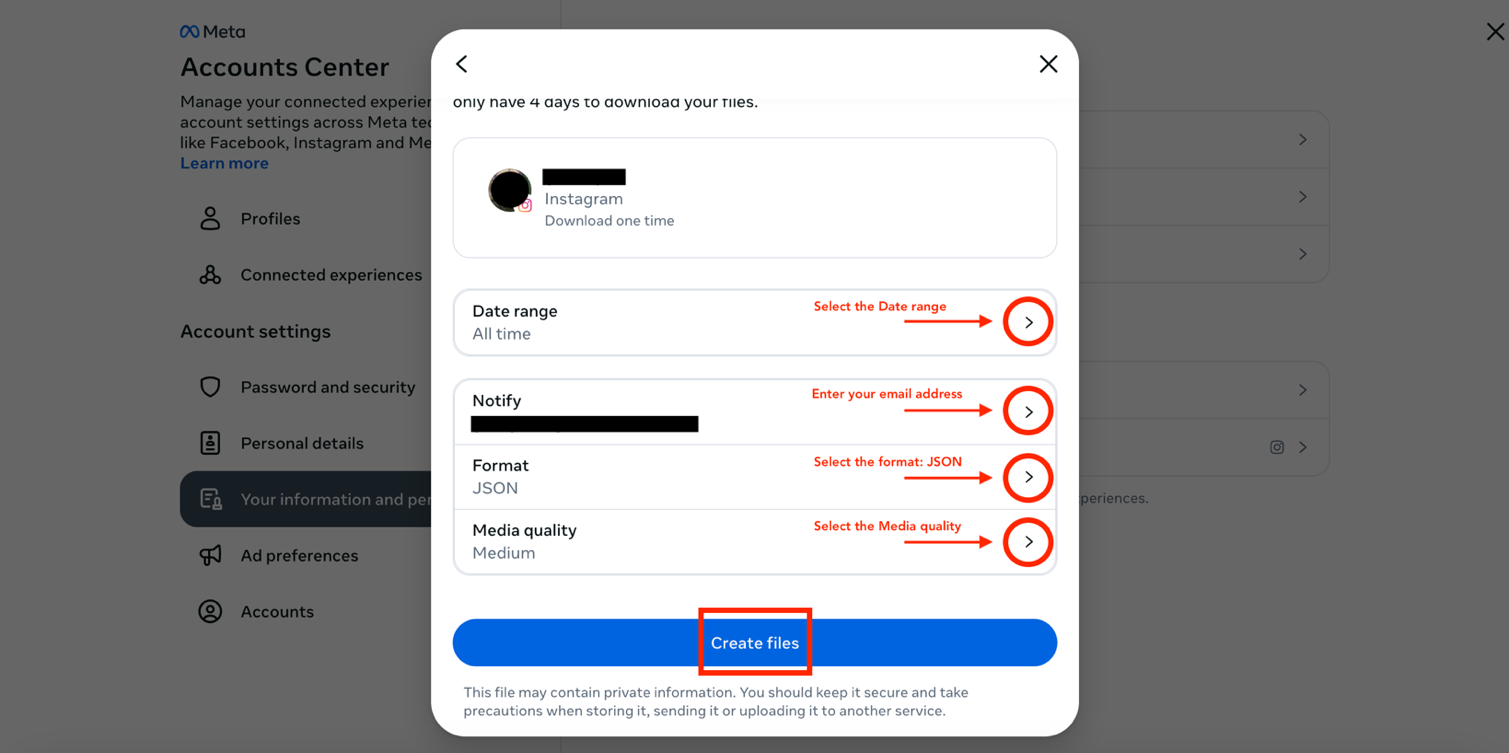 Meta
Accounts Center
Manage your connected experien
account settings across Meta tec
like Facebook, Instagram and Me
Learn more
Profiles
Connected experiences
Account settings
Password and security
Personal details
Your information and per
Ad preferences
Accounts
only have 4 days to download your files.
Instagram
Download one time
Date range
All time
Select the Date range
Notify
Enter your email address
Format
JSON
Select the format: JSON
Media quality
Medium
Select the Media quality
Create files
This file may contain private information. You should keep it secure and take
precautions when storing it, sending it or uploading it to another service.
periences.